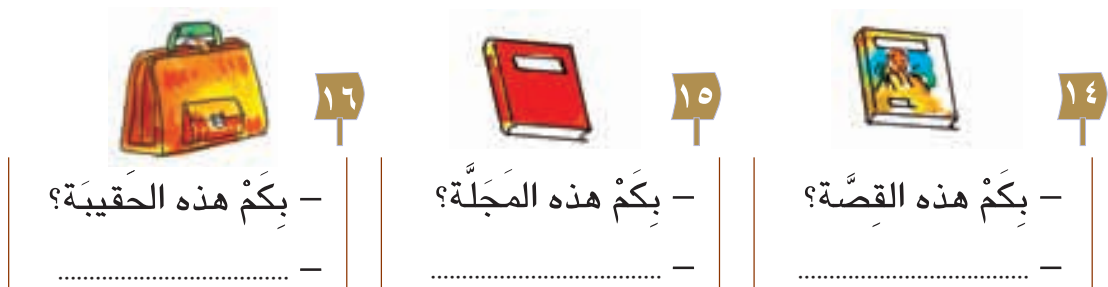 ١٤
– بِكَمْ هذه القِصَّة؟
– ......................................
١٥
– بِكَمْ هذه المَجَلَّة؟
– ......................................
١٦
– بِكَمْ هذه الحَقيبَة؟
– ......................................